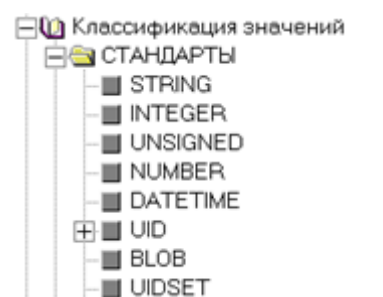 Классификация значений
СТАНДАРТЫ
STRING
INTEGER
UNSIGNED
NUMBER
DATETIME
UID
BLOB
UIDSET